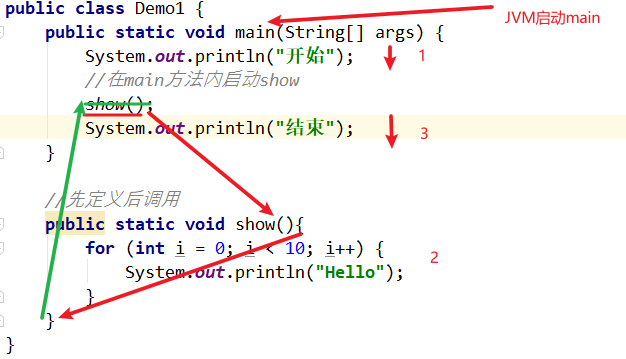 public class Demo1 {
JVM启动main
public static void main(String[] args) {
System.out.println("开始");
1
//在main方法内启动show
show();
System.out.println("结束");
3
}
//先定义后调用
public static void show(){
for (int i = 0; i < 10; i++) {
2
System.out.println("Hello");
}
}
}